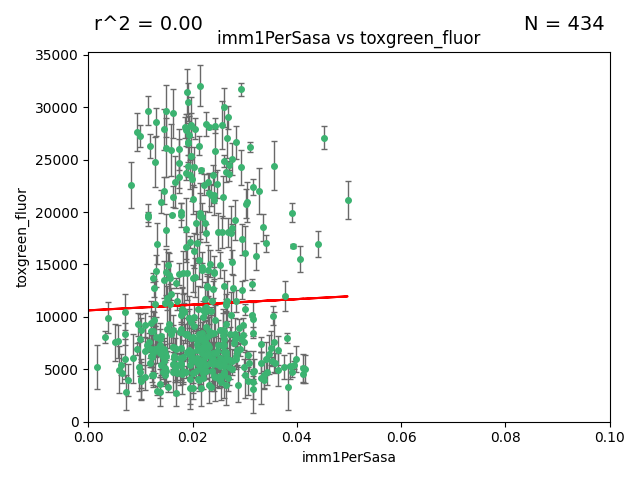 r^2 = 0.00
N = 434
imm1PerSasa vs toxgreen_fluor
toxgreen_fluor
35000
30000
25000
20000
15000
10000
5000
0
0.00
0.02
0.04
0.06
0.08
0.10
imm1PerSasa